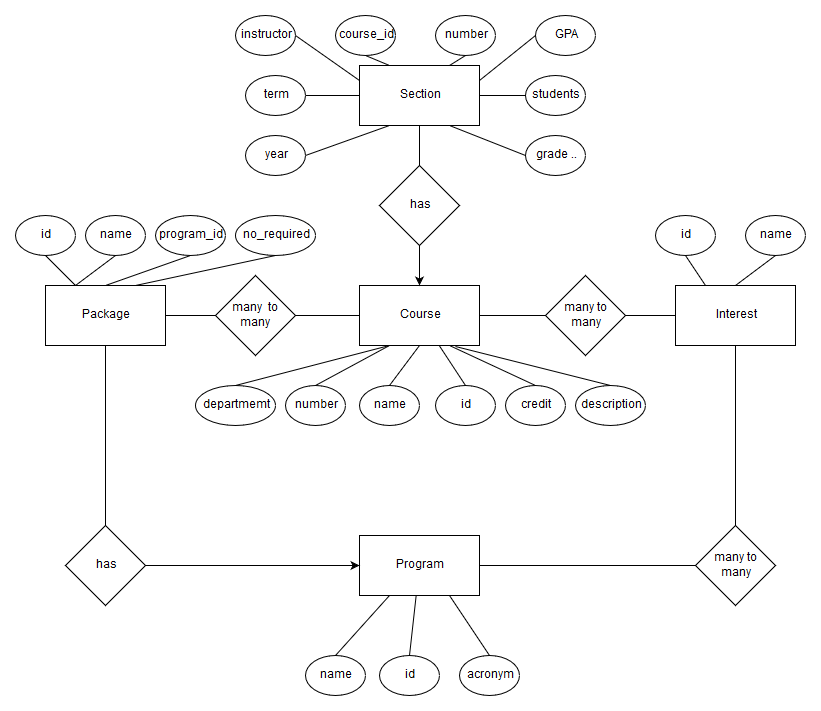 instructor
course_id
number
GPA
term
Section
students
year
grade ..
has
id
name
program_id
no_required
id
name
Package
many to
many
Course
many to
many
Interest
departmemt
number
name
id
credit
description
has
Program
many to
many
name
id
acronym